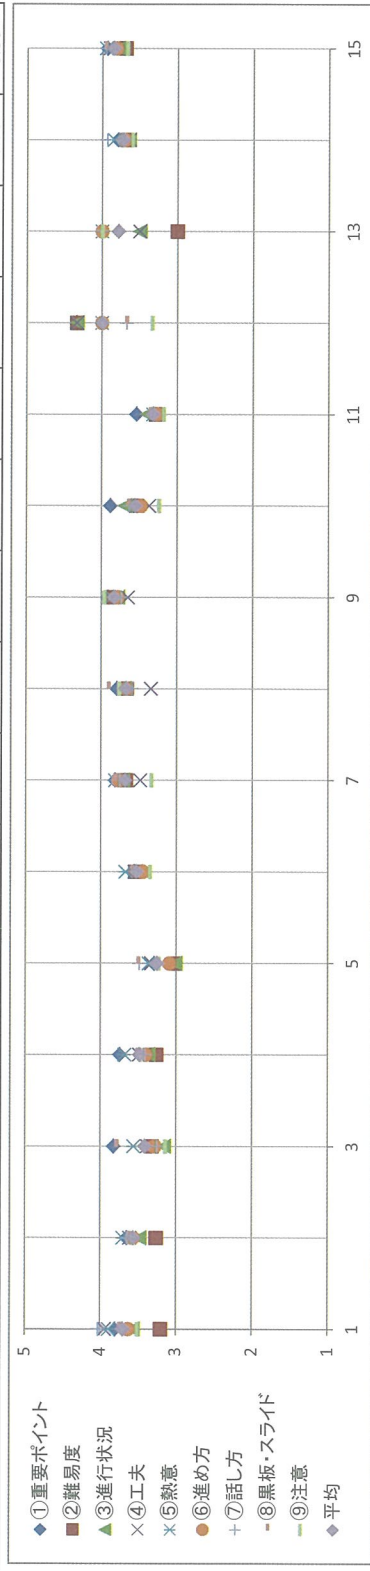 ①重要ポイント
②難易度
③進行状況
④工夫
⑤熱意
⑥進め方
⑦話し方
⑧黒板・スライド
⑨注意
平均
5
4
3
2
1
1 3 5 7 9 11 13 15